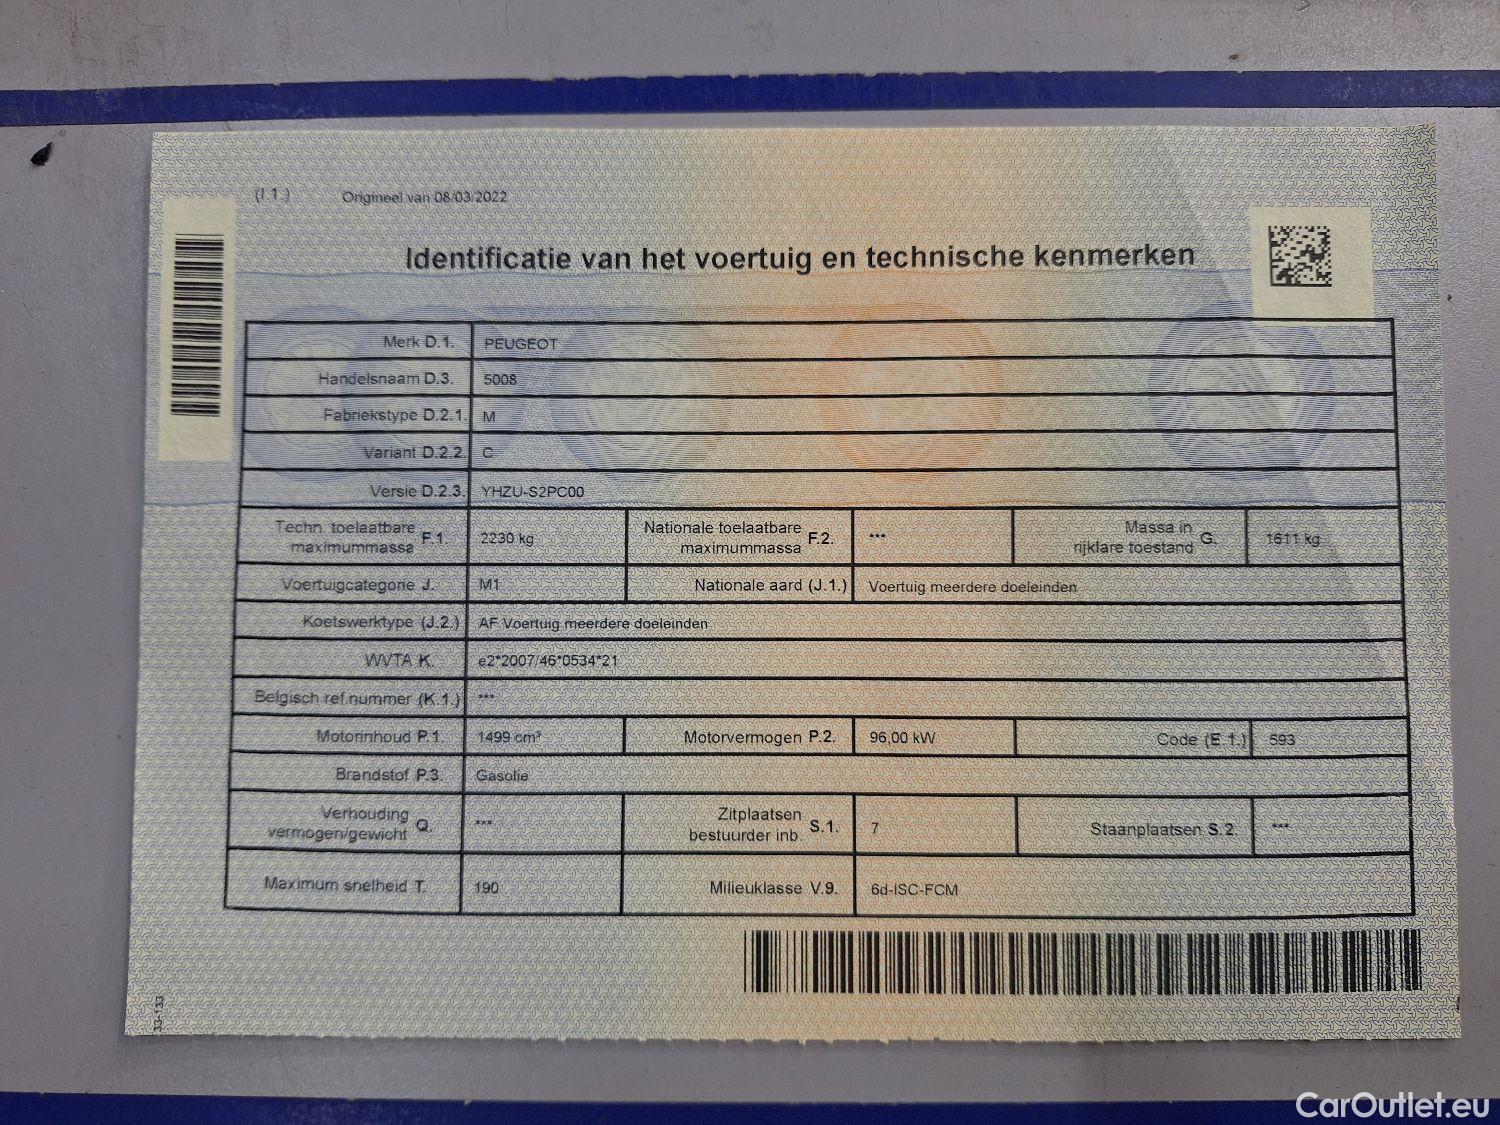 (I.1.) Origineel van 08/03/2022
Identificatie van het voertuig en technische kenmerken
Merk D.1. PEUGEOT
Handelsnaam D.3. 5008
Fabriekstype D.2.1. M
Variant D.2.2. C
Versie D.2.3. YHZU-S2PC00
Techn. toelaatbare maximummassa F.1. 2230 kg Nationale toelaatbare maximummassa F.2. *** Massa in rijklare toestand G. 1611 kg
Voertuigcategorie J. M1 Nationale aard (J.1.) Voertuig meerdere doeleinden
Koetswerktype (J.2.) AF Voertuig meerdere doeleinden
WVTA K. e2*2007/46*0534*21
Belgisch ref.nummer (K.1.) ***
Motorinhoud P.1. 1499 cm³ Motorvermogen P.2. 96,00 kW Code (E.1.) 593
Brandstof P.3. Gasolie
Verhouding vermogen/gewicht Q. *** Zitplaatsen bestuurder inb. S.1. 7 Staanplaatsen S.2. ***
Maximum snelheid T. 190 Milieuklasse V.9. 6d-ISC-FCM
33-133
CarOutlet.eu